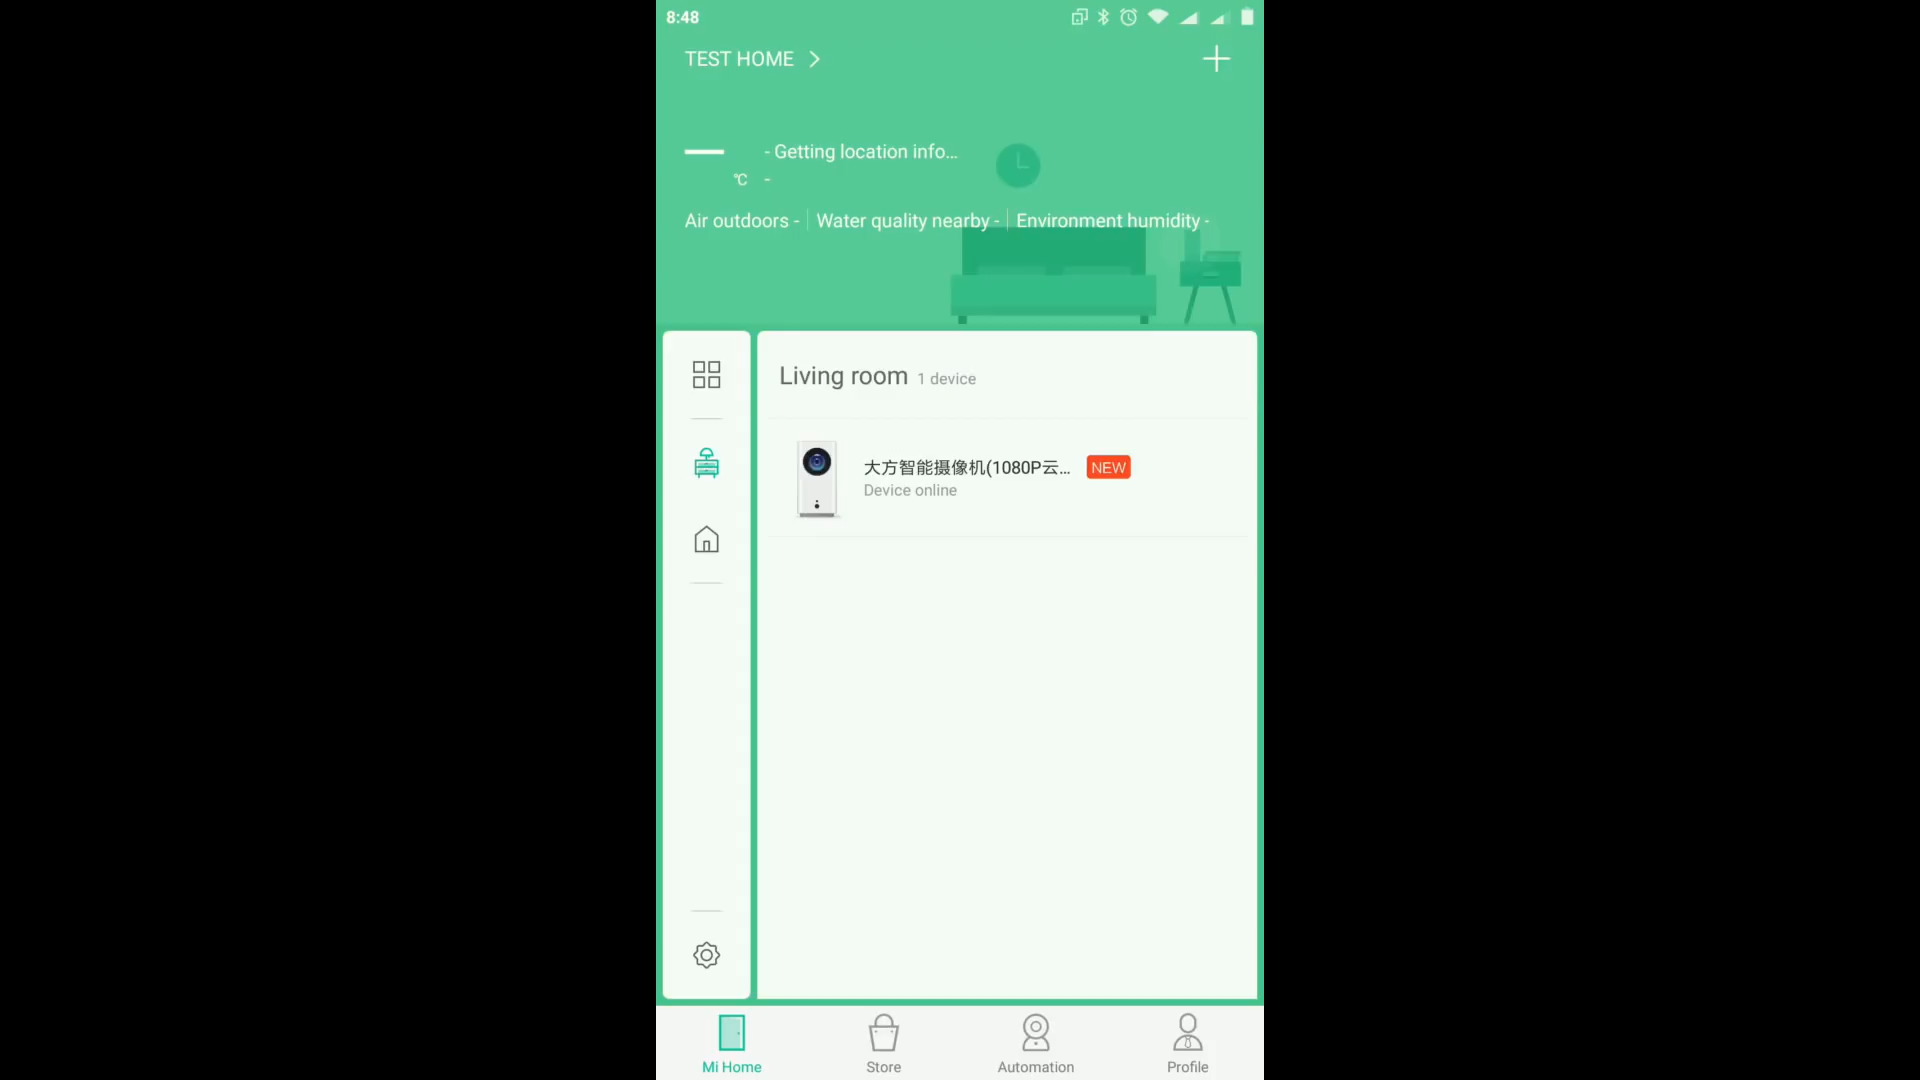 8:48
TEST HOME
- Getting location info...
℃ -
Air outdoors - Water quality nearby - Environment humidity -
Living room 1 device
大方智能摄像机(1080P云... NEW
Device online
Mi Home Store Automation Profile